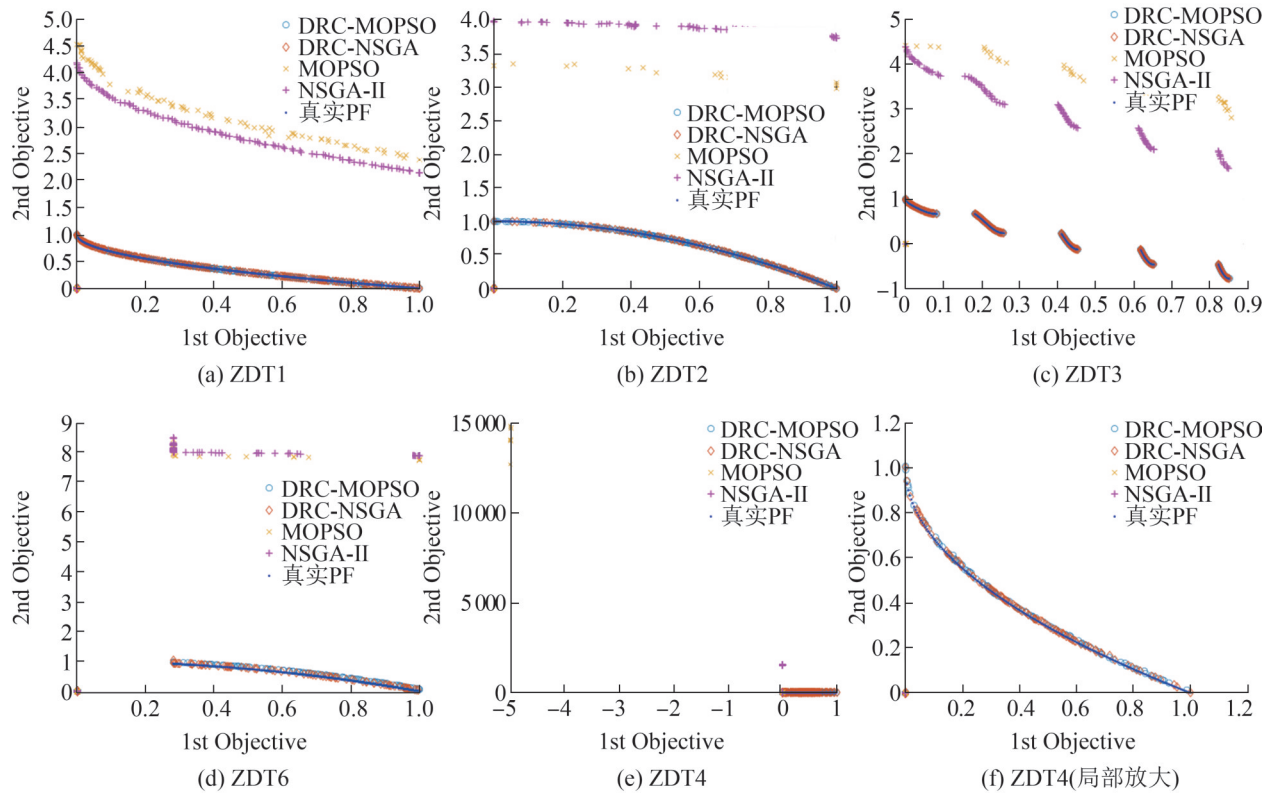 DRC-MOPSO
DRC-NSGA
MOPSO
NSGA-II
真实PF
5.0
4.5
4.0
3.5
3.0
2.5
2.0
1.5
1.0
0.5
0
0.2
0.4
0.6
0.8
1.0
2nd Objective
1st Objective
(a) ZDT1
4.0
3.5
3.0
2.5
2.0
1.5
1.0
0.5
0
DRC-MOPSO
DRC-NSGA
MOPSO
NSGA-II
真实PF
0.2
0.4
0.6
0.8
1.0
2nd Objective
1st Objective
(b) ZDT2
DRC-MOPSO
DRC-NSGA
MOPSO
NSGA-II
真实PF
5
4
3
2
1
0
−1
0
0.1
0.2
0.3
0.4
0.5
0.6
0.7
0.8
0.9
2nd Objective
1st Objective
(c) ZDT3
9
8
7
6
5
4
3
2
1
0
DRC-MOPSO
DRC-NSGA
MOPSO
NSGA-II
真实PF
0.2
0.4
0.6
0.8
1.0
2nd Objective
1st Objective
(d) ZDT6
15 000
10 000
5 000
0
DRC-MOPSO
DRC-NSGA
MOPSO
NSGA-II
真实PF
−5
−4
−3
−2
−1
0
1
2nd Objective
1st Objective
(e) ZDT4
1.2
1.0
0.8
0.6
0.4
0.2
0
DRC-MOPSO
DRC-NSGA
MOPSO
NSGA-II
真实PF
0.2
0.4
0.6
0.8
1.0
1.2
2nd Objective
1st Objective
(f) ZDT4(局部放大)